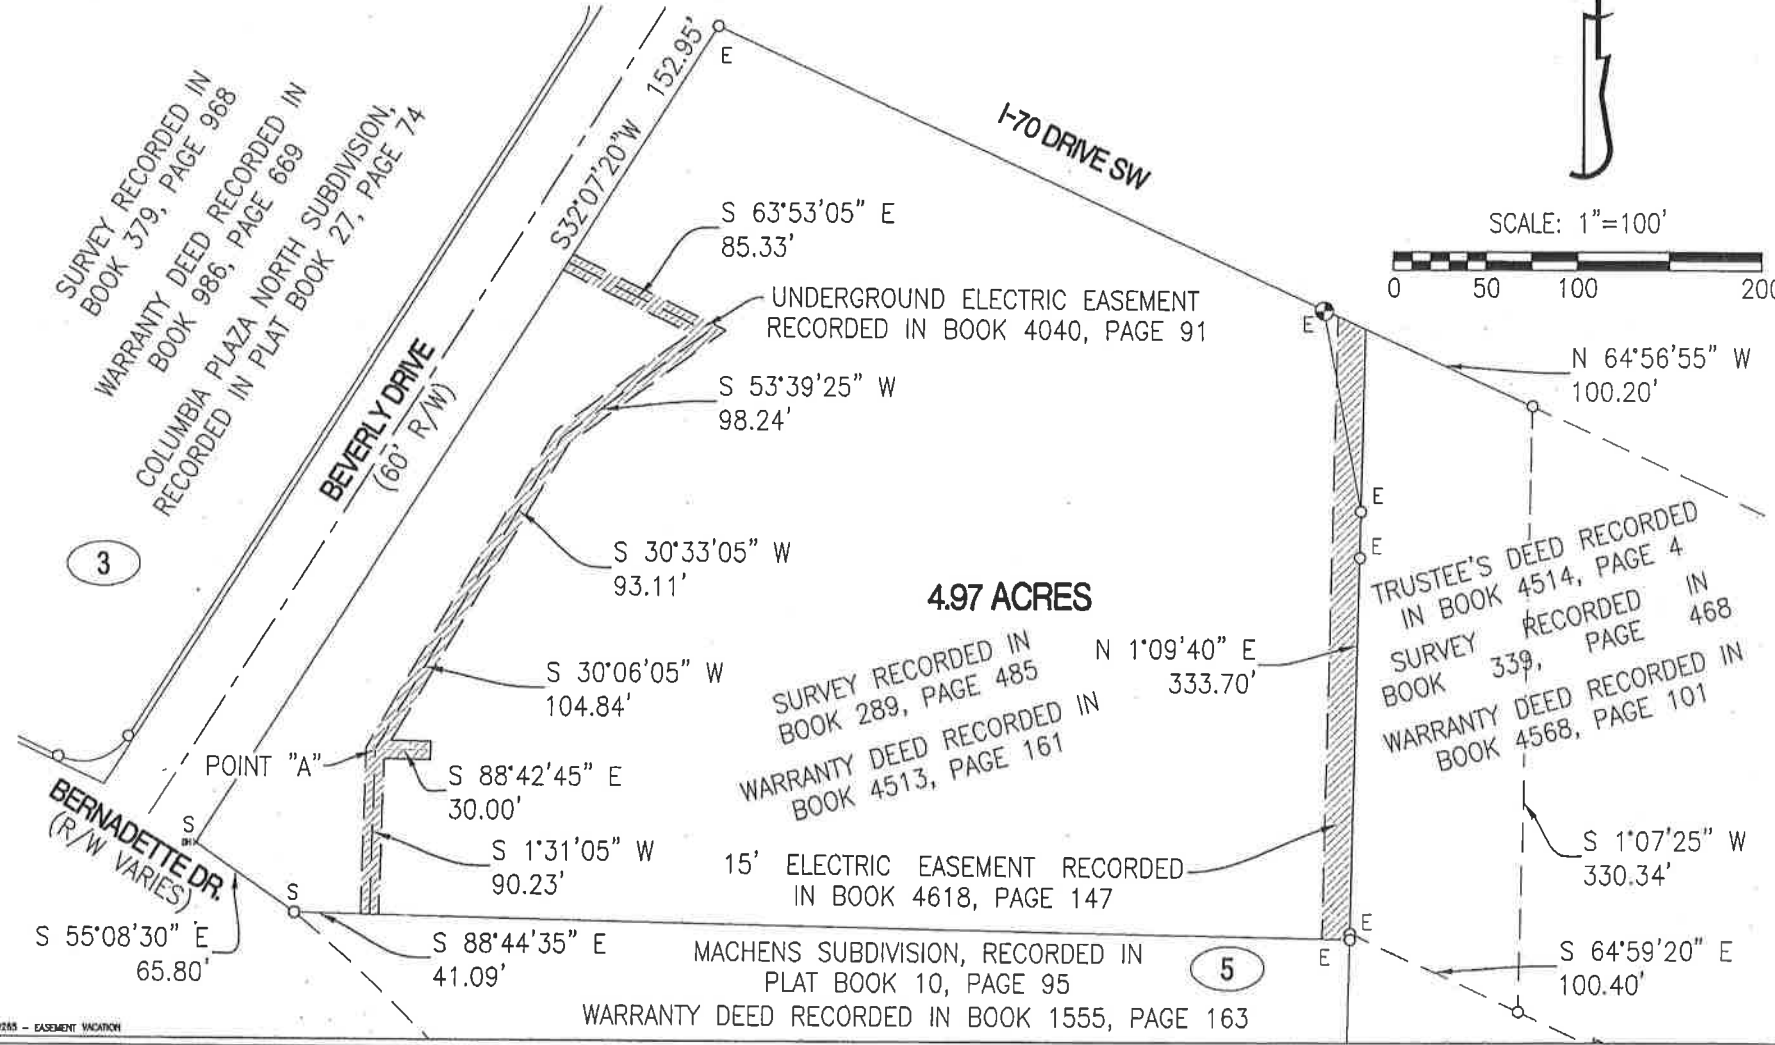 152.95'
S32°07'20"W
E
I-70 DRIVE SW
SCALE: 1"=100'
0 50 100
SURVEY RECORDED IN
BOOK 379, PAGE 968
WARRANTY DEED RECORDED IN
BOOK 986, PAGE 669
COLUMBIA PLAZA NORTH SUBDIVISION,
RECORDED IN PLAT BOOK 27, PAGE 74
S 63°53'05" E
85.33'
UNDERGROUND ELECTRIC EASEMENT
RECORDED IN BOOK 4040, PAGE 91
E
N 64°56'55" W
100.20'
BEVERLY DRIVE
(60' R/W)
S 53°39'25" W
98.24'
3
S 30°33'05" W
93.11'
E
E
4.97 ACRES
TRUSTEE'S DEED RECORDED
IN BOOK 4514, PAGE 4
SURVEY RECORDED IN
BOOK 339, PAGE 468
WARRANTY DEED RECORDED IN
BOOK 4568, PAGE 101
SURVEY RECORDED IN
BOOK 289, PAGE 485
WARRANTY DEED RECORDED IN
BOOK 4513, PAGE 161
N 1°09'40" E
333.70'
S 30°06'05" W
104.84'
POINT "A"
S 88°42'45" E
30.00'
BERNADETTE DR.
(R/W VARIES)
S
S
S 1°31'05" W
90.23'
15' ELECTRIC EASEMENT RECORDED
IN BOOK 4618, PAGE 147
S 1°07'25" W
330.34'
S 55°08'30" E
65.80'
S 88°44'35" E
41.09'
E
E
MACHENS SUBDIVISION, RECORDED IN
PLAT BOOK 10, PAGE 95
WARRANTY DEED RECORDED IN BOOK 1555, PAGE 163
5
S 64°59'20" E
100.40'
- EASEMENT VACATION